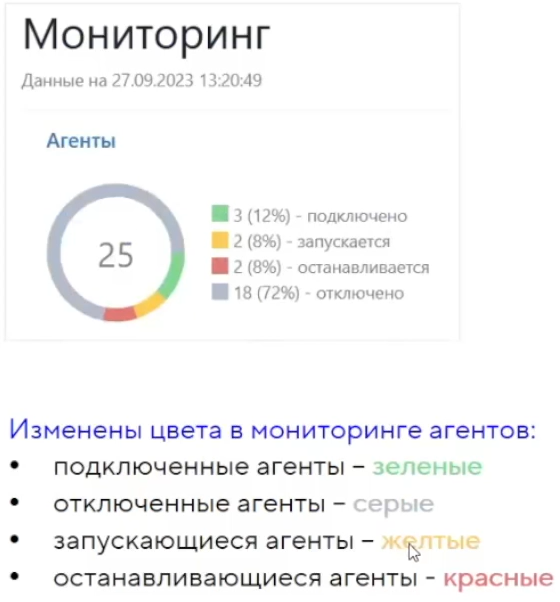 Мониторинг
Данные на 27.09.2023 13:20:49
Агенты
25
3 (12%) - подключено
2 (8%) - запускается
2 (8%) - останавливается
18 (72%) - отключено
Изменены цвета в мониторинге агентов:
• подключенные агенты – зеленые
• отключенные агенты – серые
• запускающиеся агенты – желтые
• останавливающиеся агенты - красные